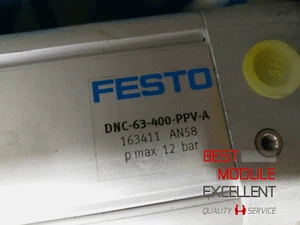 FESTO
DNC-63-400-PPV-A
163411 AN58
p max 12 bar
BEST
MODULE
EXCELLENT
QUALITY SERVICE